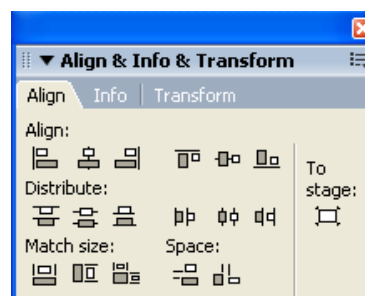 Align & Info & Transform
Align Info Transform
Align:
To
stage:
Distribute:
Match size: Space: